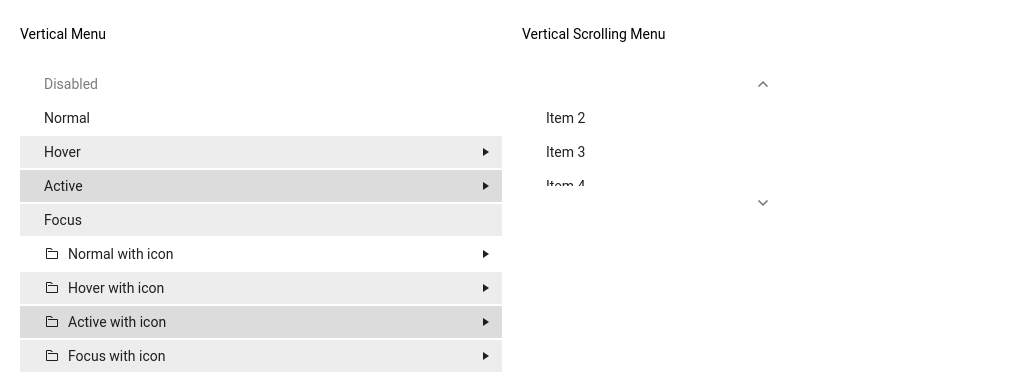 Vertical Menu
Disabled
Normal
Hover
Active
Focus
Normal with icon
Hover with icon
Active with icon
Focus with icon
Vertical Scrolling Menu
Item 2
Item 3
Item 4